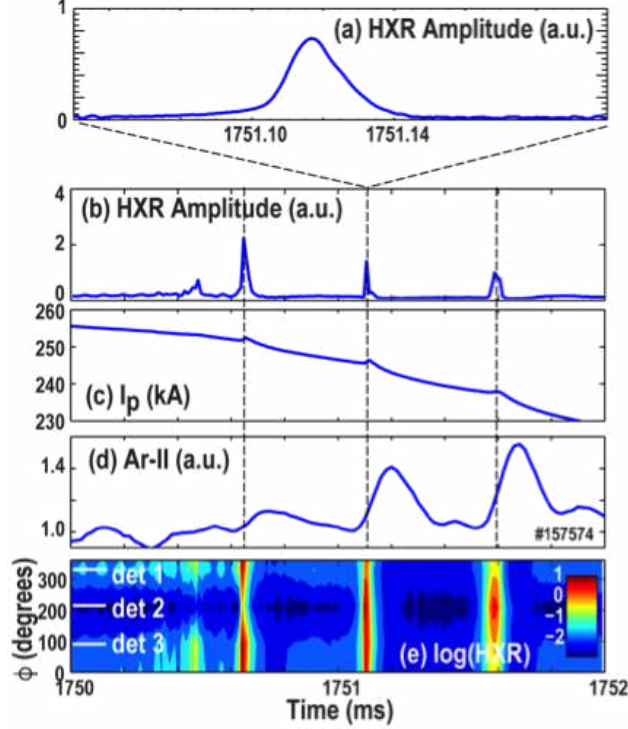 1
(a) HXR Amplitude (a.u.)
0
1751.10
1751.14
4
(b) HXR Amplitude (a.u.)
2
0
260
250
240
(c) Ip (kA)
230
(d) Ar-II (a.u.)
1.4
1.0
#157574
ϕ (degrees)
300
det 1
200
det 2
100
det 3
0
1
0
−1
−2
(e) log(HXR)
1750
1751
1752
Time (ms)